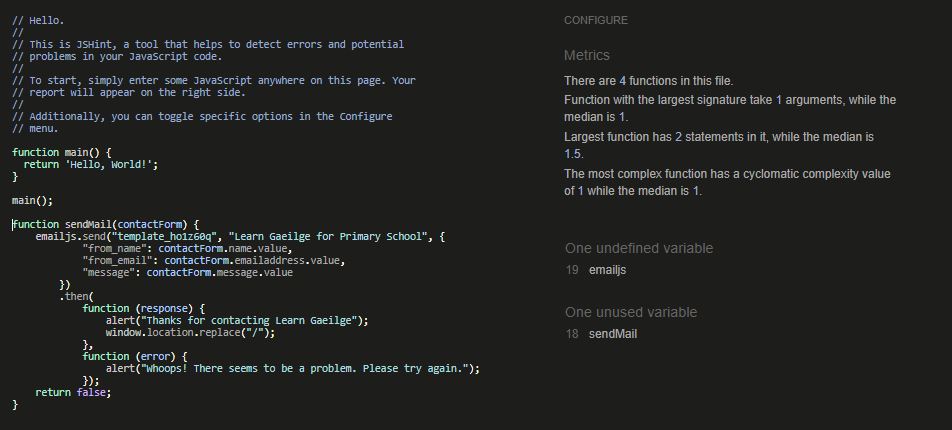 // Hello.
//
// This is JSHint, a tool that helps to detect errors and potential
// problems in your JavaScript code.
//
// To start, simply enter some JavaScript anywhere on this page. Your
// report will appear on the right side.
//
// Additionally, you can toggle specific options in the Configure
// menu.
function main() {
  return 'Hello, World!';
}
main();
function sendMail(contactForm) {
    emailjs.send("template_ho1z60q", "Learn Gaeilge for Primary School", {
            "from_name": contactForm.name.value,
            "from_email": contactForm.emailaddress.value,
            "message": contactForm.message.value
        })
        .then(
            function (response) {
                alert("Thanks for contacting Learn Gaeilge");
                window.location.replace("/");
            },
            function (error) {
                alert("Whoops! There seems to be a problem. Please try again.");
            });
    return false;
}
CONFIGURE
Metrics
There are 4 functions in this file.
Function with the largest signature take 1 arguments, while the
median is 1.
Largest function has 2 statements in it, while the median is
1.5.
The most complex function has a cyclomatic complexity value
of 1 while the median is 1.
One undefined variable
19 emailjs
One unused variable
18 sendMail